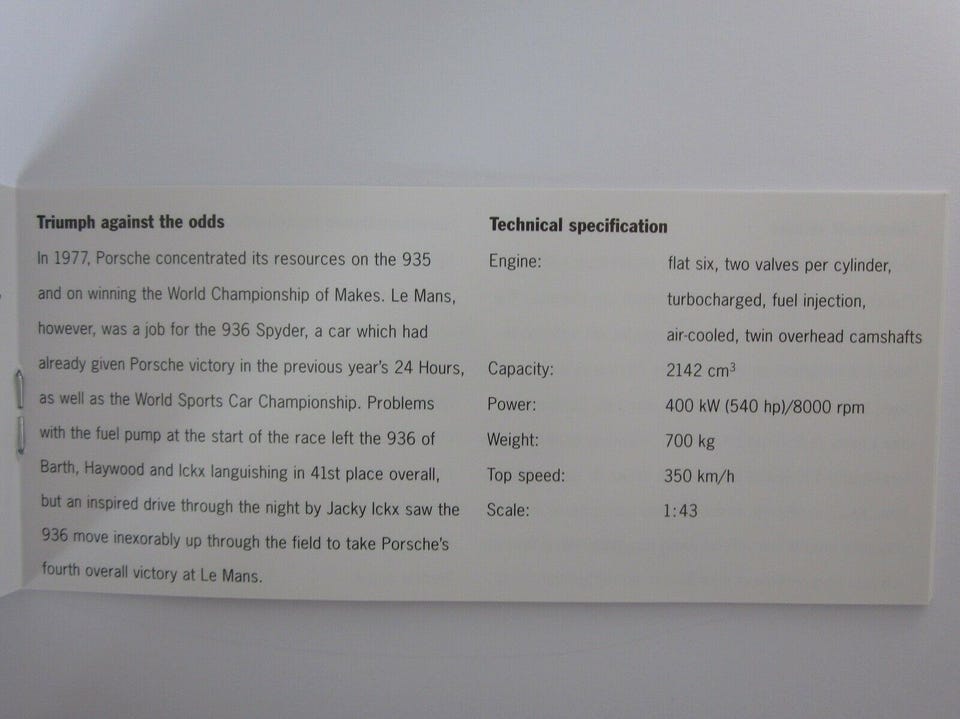 Triumph against the odds
In 1977, Porsche concentrated its resources on the 935
and on winning the World Championship of Makes. Le Mans,
however, was a job for the 936 Spyder, a car which had
already given Porsche victory in the previous year's 24 Hours,
as well as the World Sports Car Championship. Problems
with the fuel pump at the start of the race left the 936 of
Barth, Haywood and Ickx languishing in 41st place overall,
but an inspired drive through the night by Jacky Ickx saw the
936 move inexorably up through the field to take Porsche's
fourth overall victory at Le Mans.
Technical specification
Engine: flat six, two valves per cylinder,
turbocharged, fuel injection,
air-cooled, twin overhead camshafts
Capacity: 2142 cm³
Power: 400 kW (540 hp)/8000 rpm
Weight: 700 kg
Top speed: 350 km/h
Scale: 1:43